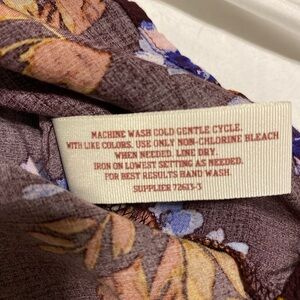 MACHINE WASH COLD GENTLE CYCLE.
WITH LIKE COLORS. USE ONLY NON-CHLORINE BLEACH
WHEN NEEDED. LINE DRY.
IRON ON LOWEST SETTING AS NEEDED.
FOR BEST RESULTS HAND WASH.
SUPPLIER 72613-3